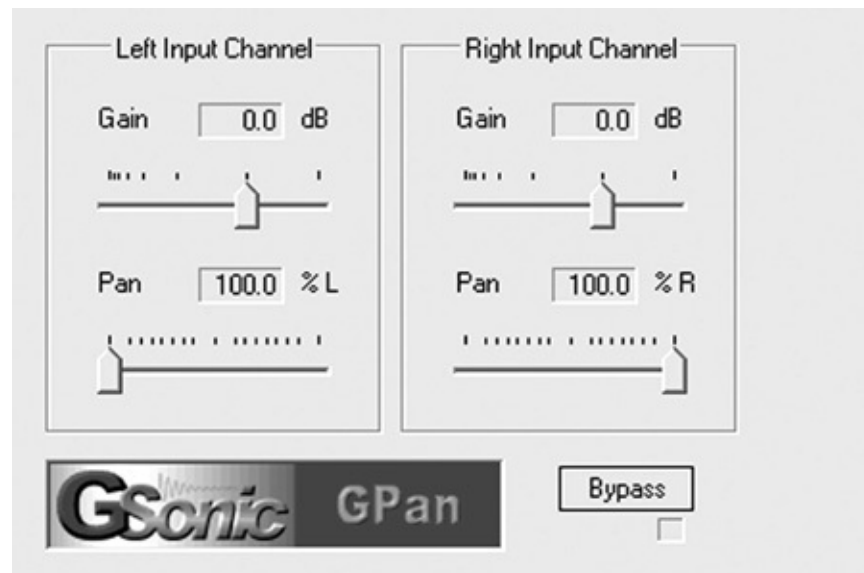 Left Input Channel
Gain 0.0 dB
Pan 100.0 % L
Right Input Channel
Gain 0.0 dB
Pan 100.0 % R
GSonic GPan
Bypass